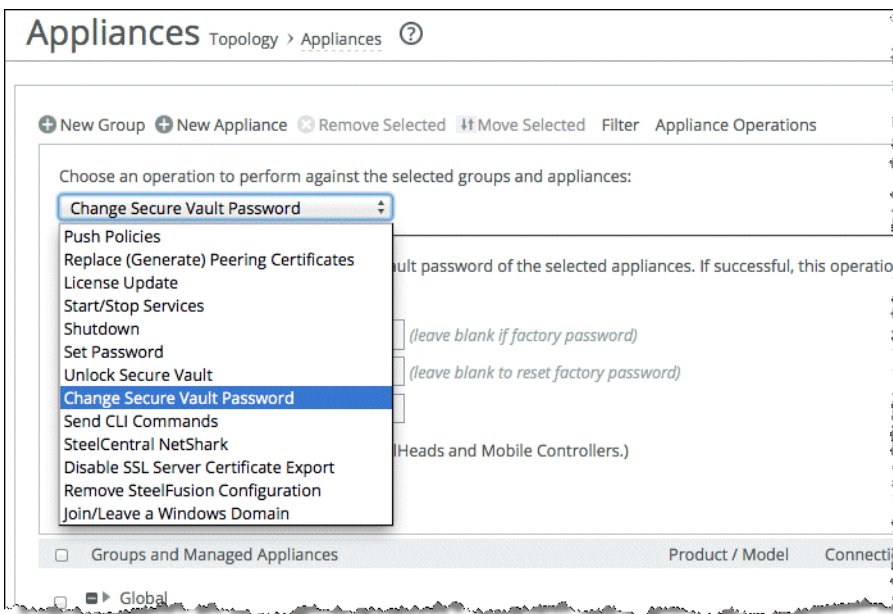 Appliances Topology › Appliances ?
New Group New Appliance Remove Selected Move Selected Filter Appliance Operations
Choose an operation to perform against the selected groups and appliances:
Change Secure Vault Password
Push Policies
Replace (Generate) Peering Certificates
License Update
Start/Stop Services
Shutdown
Set Password
Unlock Secure Vault
Change Secure Vault Password
Send CLI Commands
SteelCentral NetShark
Disable SSL Server Certificate Export
Remove SteelFusion Configuration
Join/Leave a Windows Domain
password of the selected appliances. If successful, this
(leave blank if factory password)
(leave blank to reset factory password)
and Mobile Controllers.)
Groups and Managed Appliances Product / Model
Global